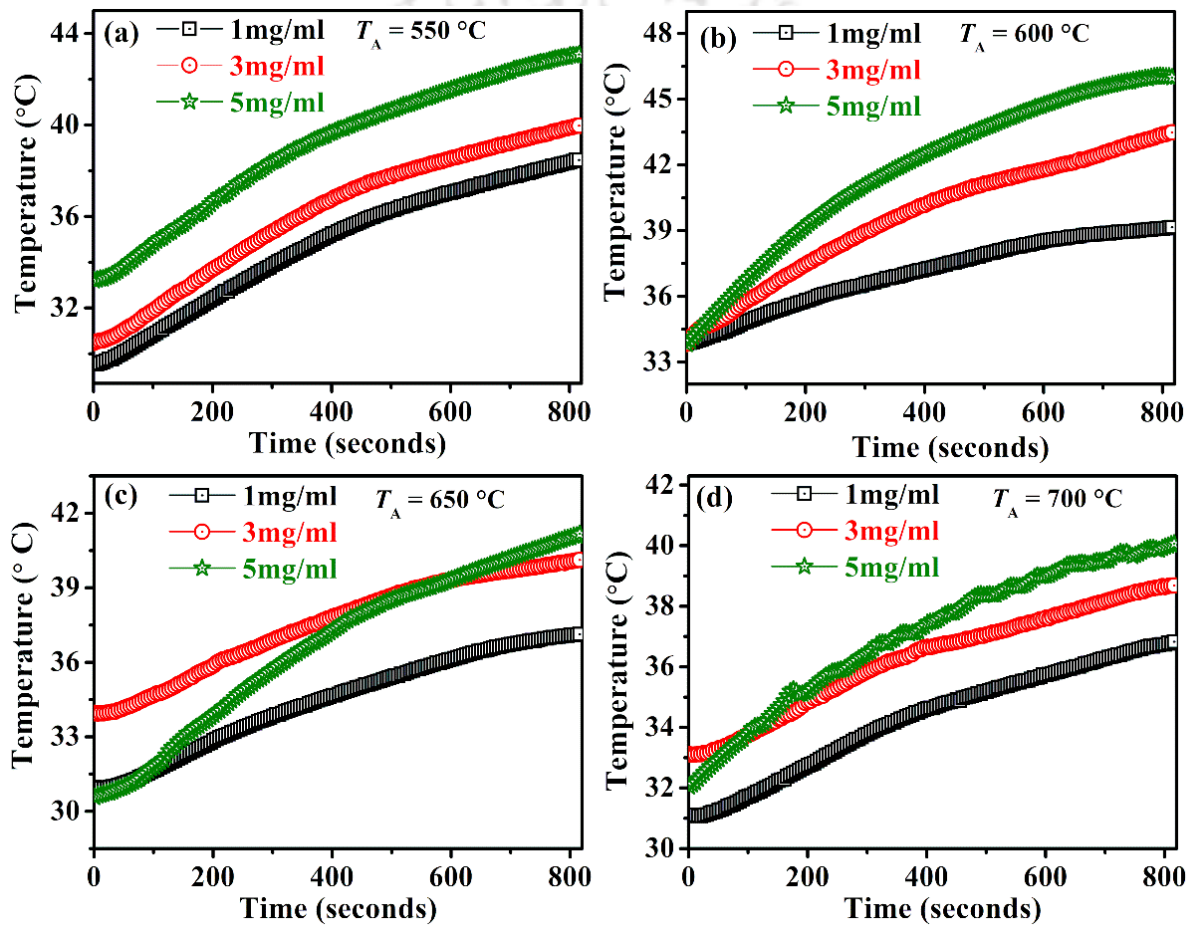 (a)
1mg/ml
3mg/ml
5mg/ml
T_A = 550 °C
Temperature (°C)
44
40
36
32
0 200 400 600 800
Time (seconds)
(b)
1mg/ml
3mg/ml
5mg/ml
T_A = 600 °C
Temperature (°C)
48
45
42
39
36
33
0 200 400 600 800
Time (seconds)
(c)
1mg/ml
3mg/ml
5mg/ml
T_A = 650 °C
Temperature (° C)
42
39
36
33
30
0 200 400 600 800
Time (seconds)
(d)
1mg/ml
3mg/ml
5mg/ml
T_A = 700 °C
Temperature (°C)
42
40
38
36
34
32
30
0 200 400 600 800
Time (seconds)